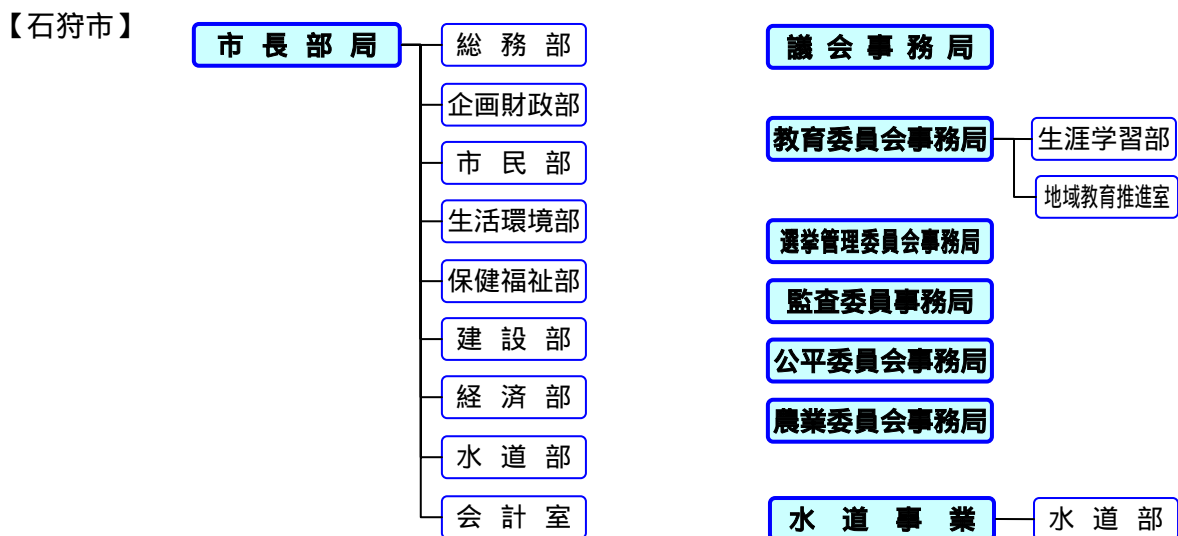 【石狩市】
市長部局
総務部
企画財政部
市民部
生活環境部
保健福祉部
建設部
経済部
水道部
会計室
議会事務局
教育委員会事務局
生涯学習部
地域教育推進室
選挙管理委員会事務局
監査委員事務局
公平委員会事務局
農業委員会事務局
水道事業
水道部